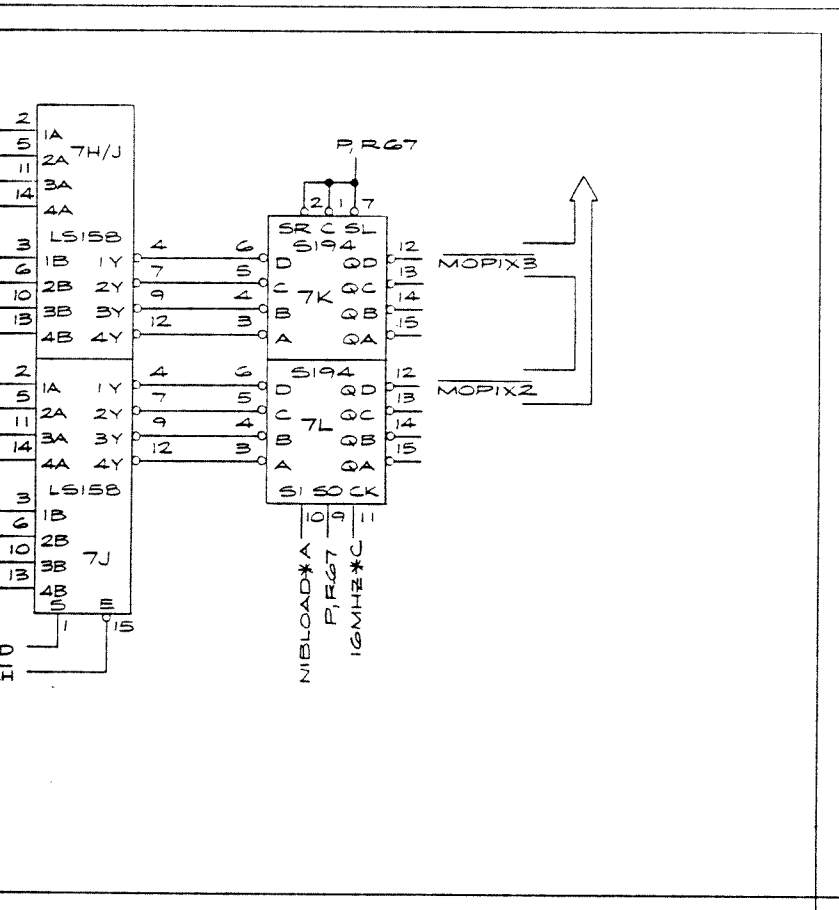 2
1A
5
7H/J
2A
11
3A
14
4A
LS158
3
1B
1Y
4
6
2B
2Y
7
10
3B
3Y
9
13
4B
4Y
12
2
1A
1Y
4
5
2A
2Y
7
11
3A
3Y
9
14
4A
4Y
12
LS158
3
1B
6
2B
10
3B
7J
13
4B
S
E
1
15
P, RG7
2
1
7
SR C SL
S194
6
D
QD
12
MOPIX3
5
C
QC
13
7K
4
B
QB
14
3
A
QA
15
S194
6
D
QD
12
MOPIX2
5
C
QC
13
7L
4
B
QB
14
3
A
QA
15
S1 S0 CK
10
9
11
NIBLOAD*A
P, RG7
16MHZ*C